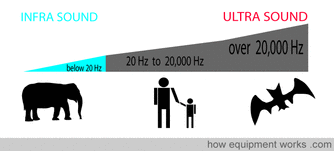 INFRA SOUND
ULTRA SOUND
below 20 Hz
20 Hz to 20,000 Hz
over 20,000 Hz
how equipment works .com